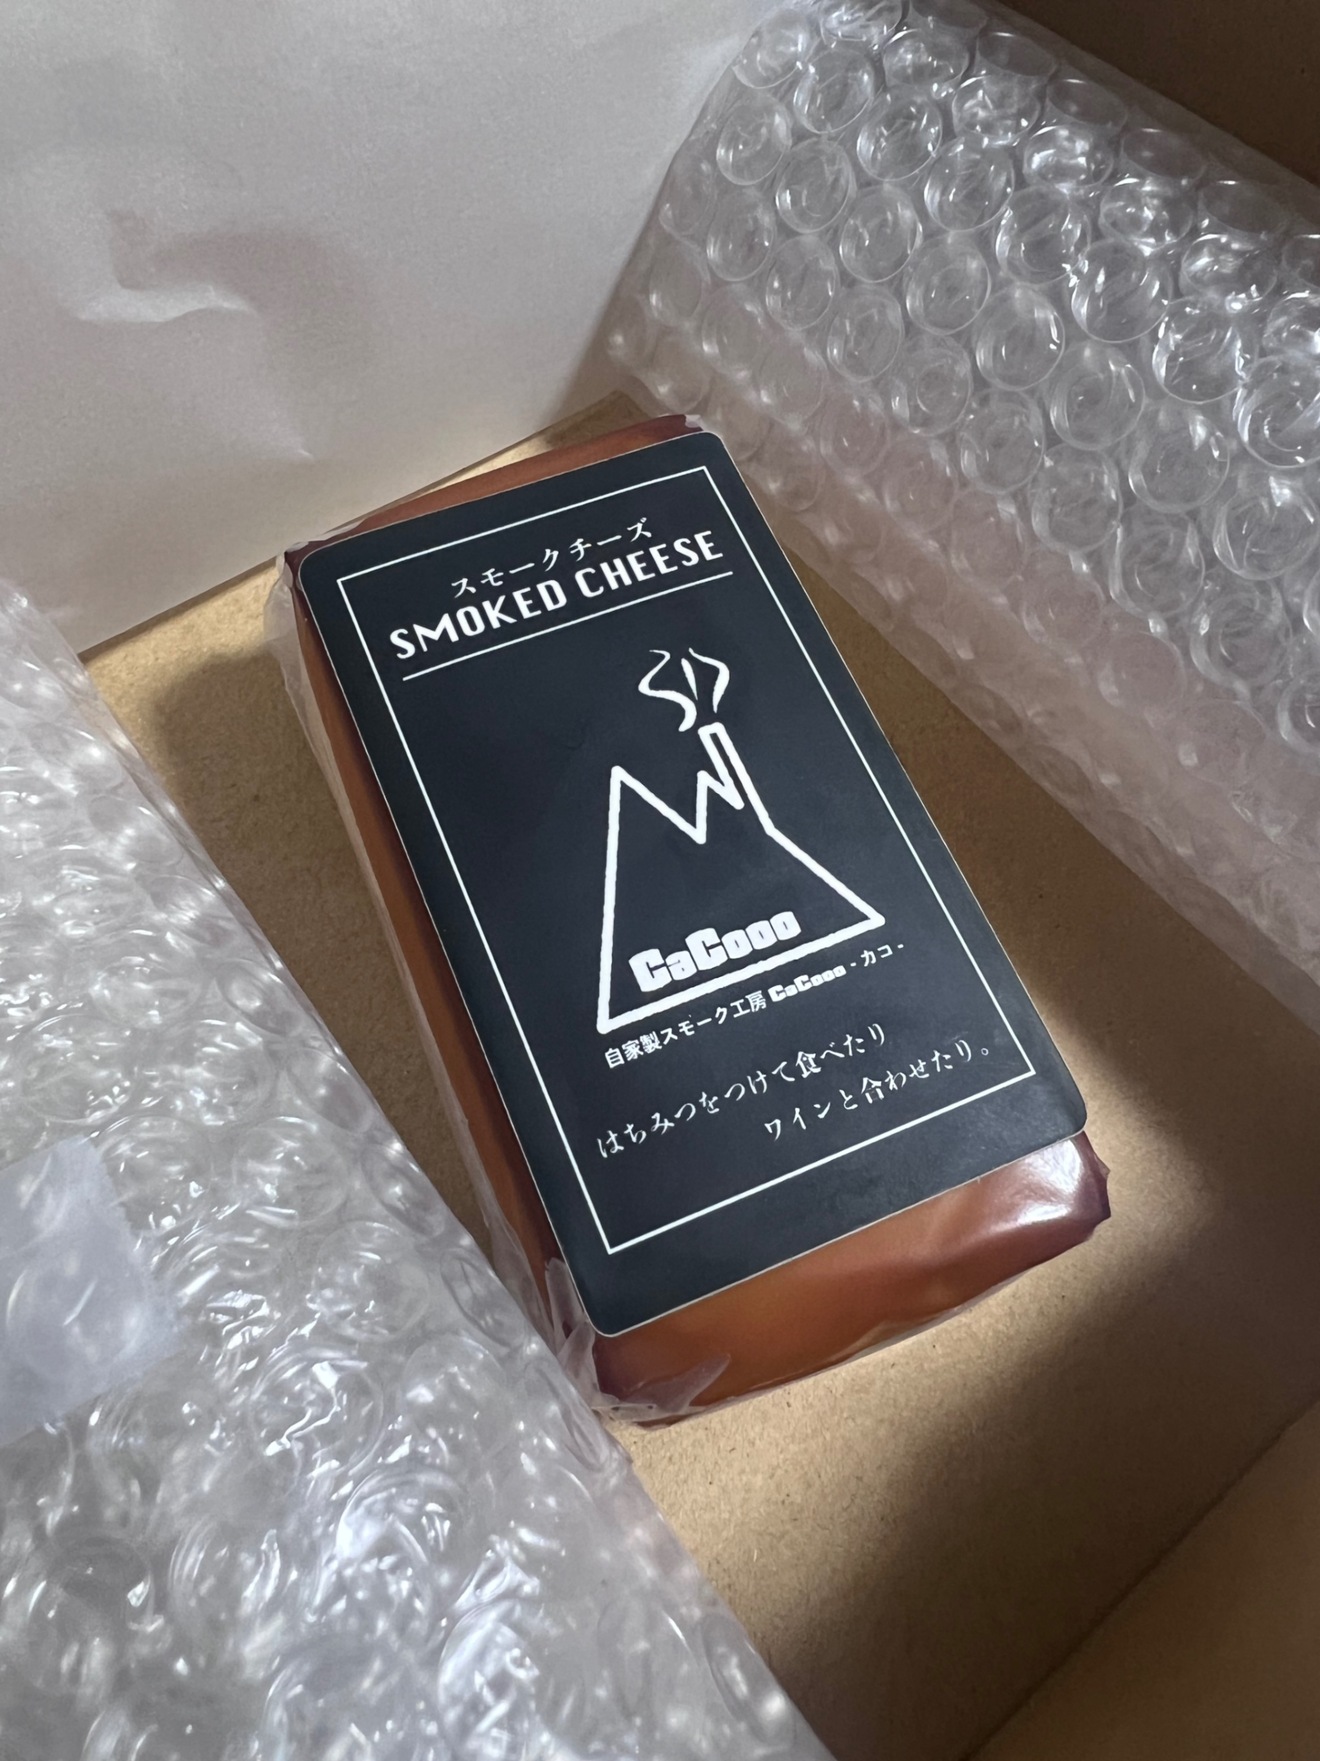 スモークチーズ
SMOKED CHEESE
CaCooo
自家製スモーク工房 CaCooo - カコ -
はちみつをつけて食べたり
ワインと合わせたり。